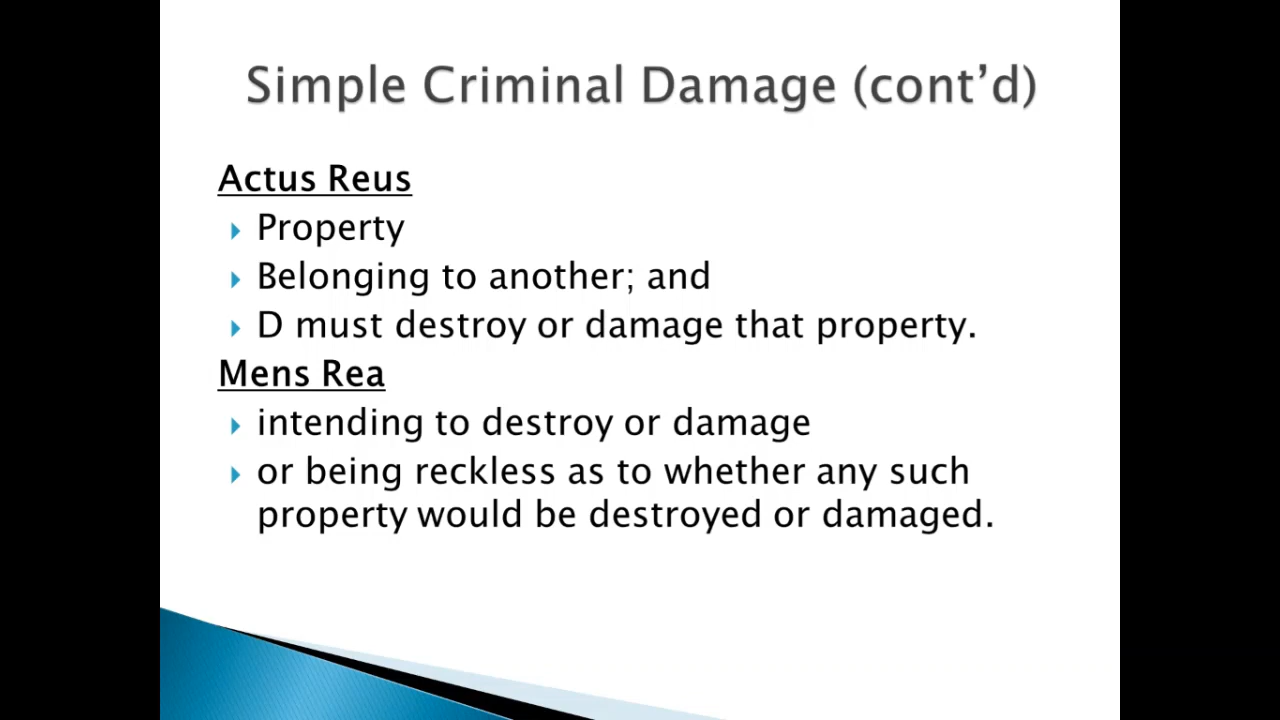 Simple Criminal Damage (cont’d)
Actus Reus
Property
Belonging to another; and
D must destroy or damage that property.
Mens Rea
intending to destroy or damage
or being reckless as to whether any such
property would be destroyed or damaged.